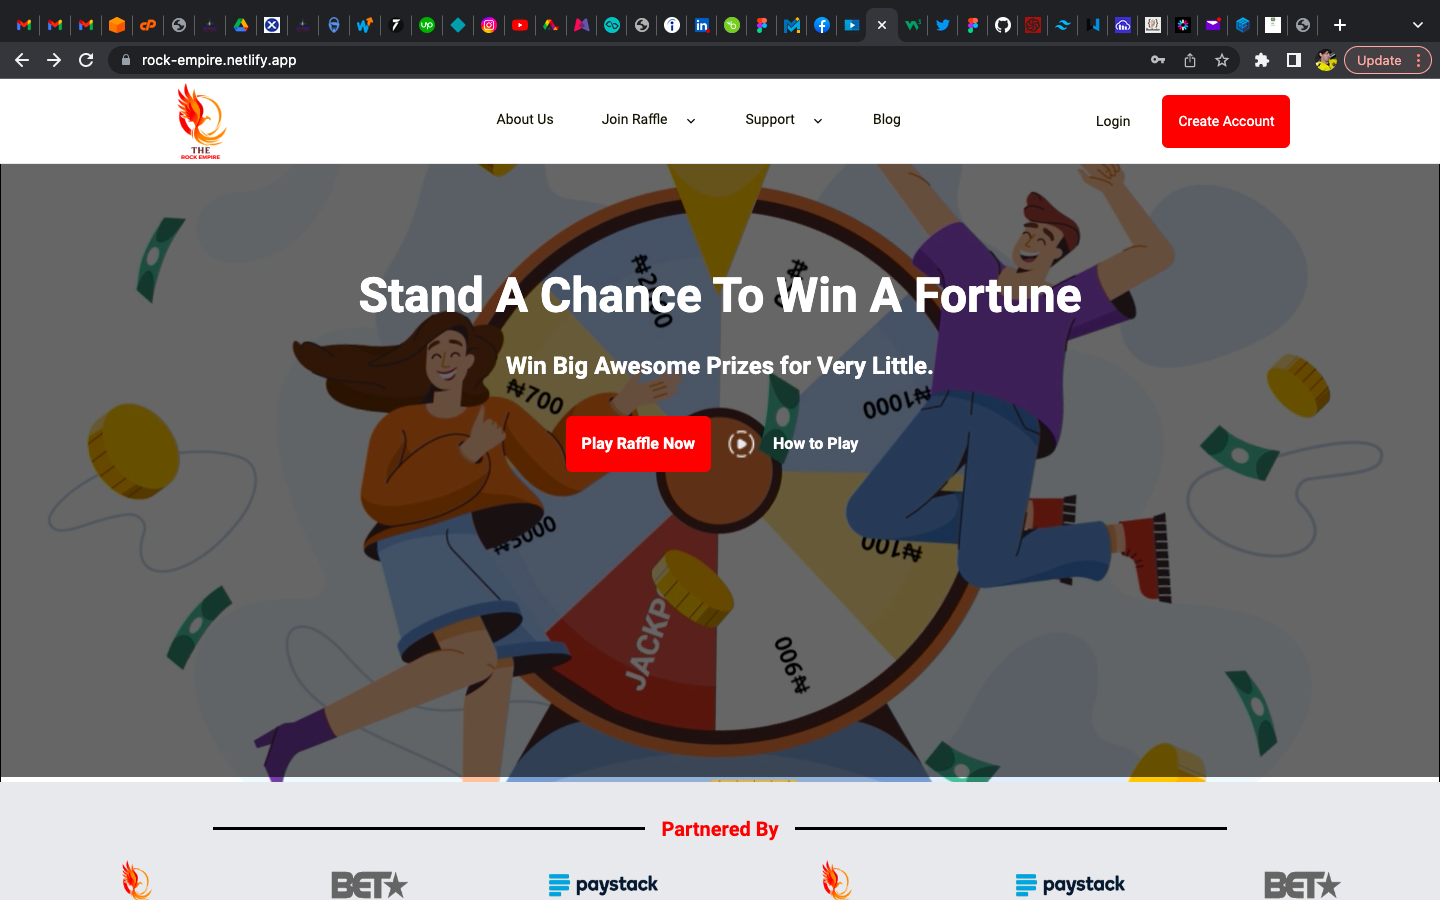 rock-empire.netlify.app
Update
THE
ROCK EMPIRE
About Us
Join Raffle
Support
Blog
Login
Create Account
Stand A Chance To Win A Fortune
Win Big Awesome Prizes for Very Little.
Play Raffle Now
How to Play
₦700
₦1000
₦5000
₦100
JACKP
₦900
Partnered By
BET★
paystack
paystack
BET★